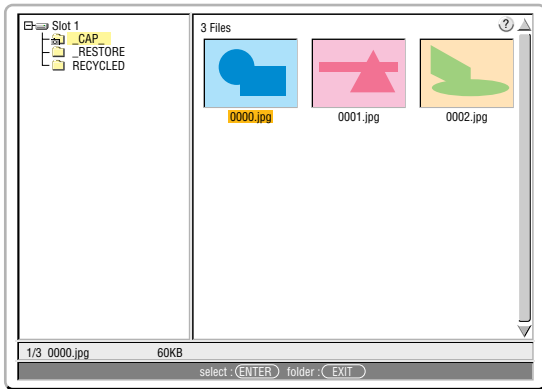 Slot 1
_CAP_
_RESTORE
RECYCLED
3 Files
?
0000.jpg
0001.jpg
0002.jpg
1/3 0000.jpg 60KB
select : ENTER folder : EXIT